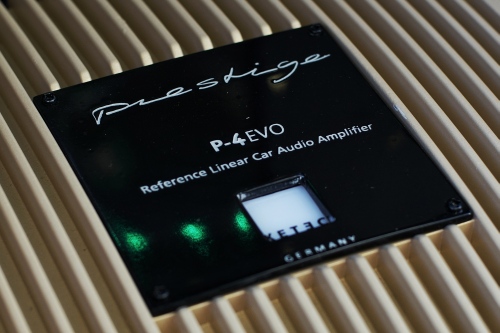 Prestige
P-4EVO
Reference Linear Car Audio Amplifier
GERMANY